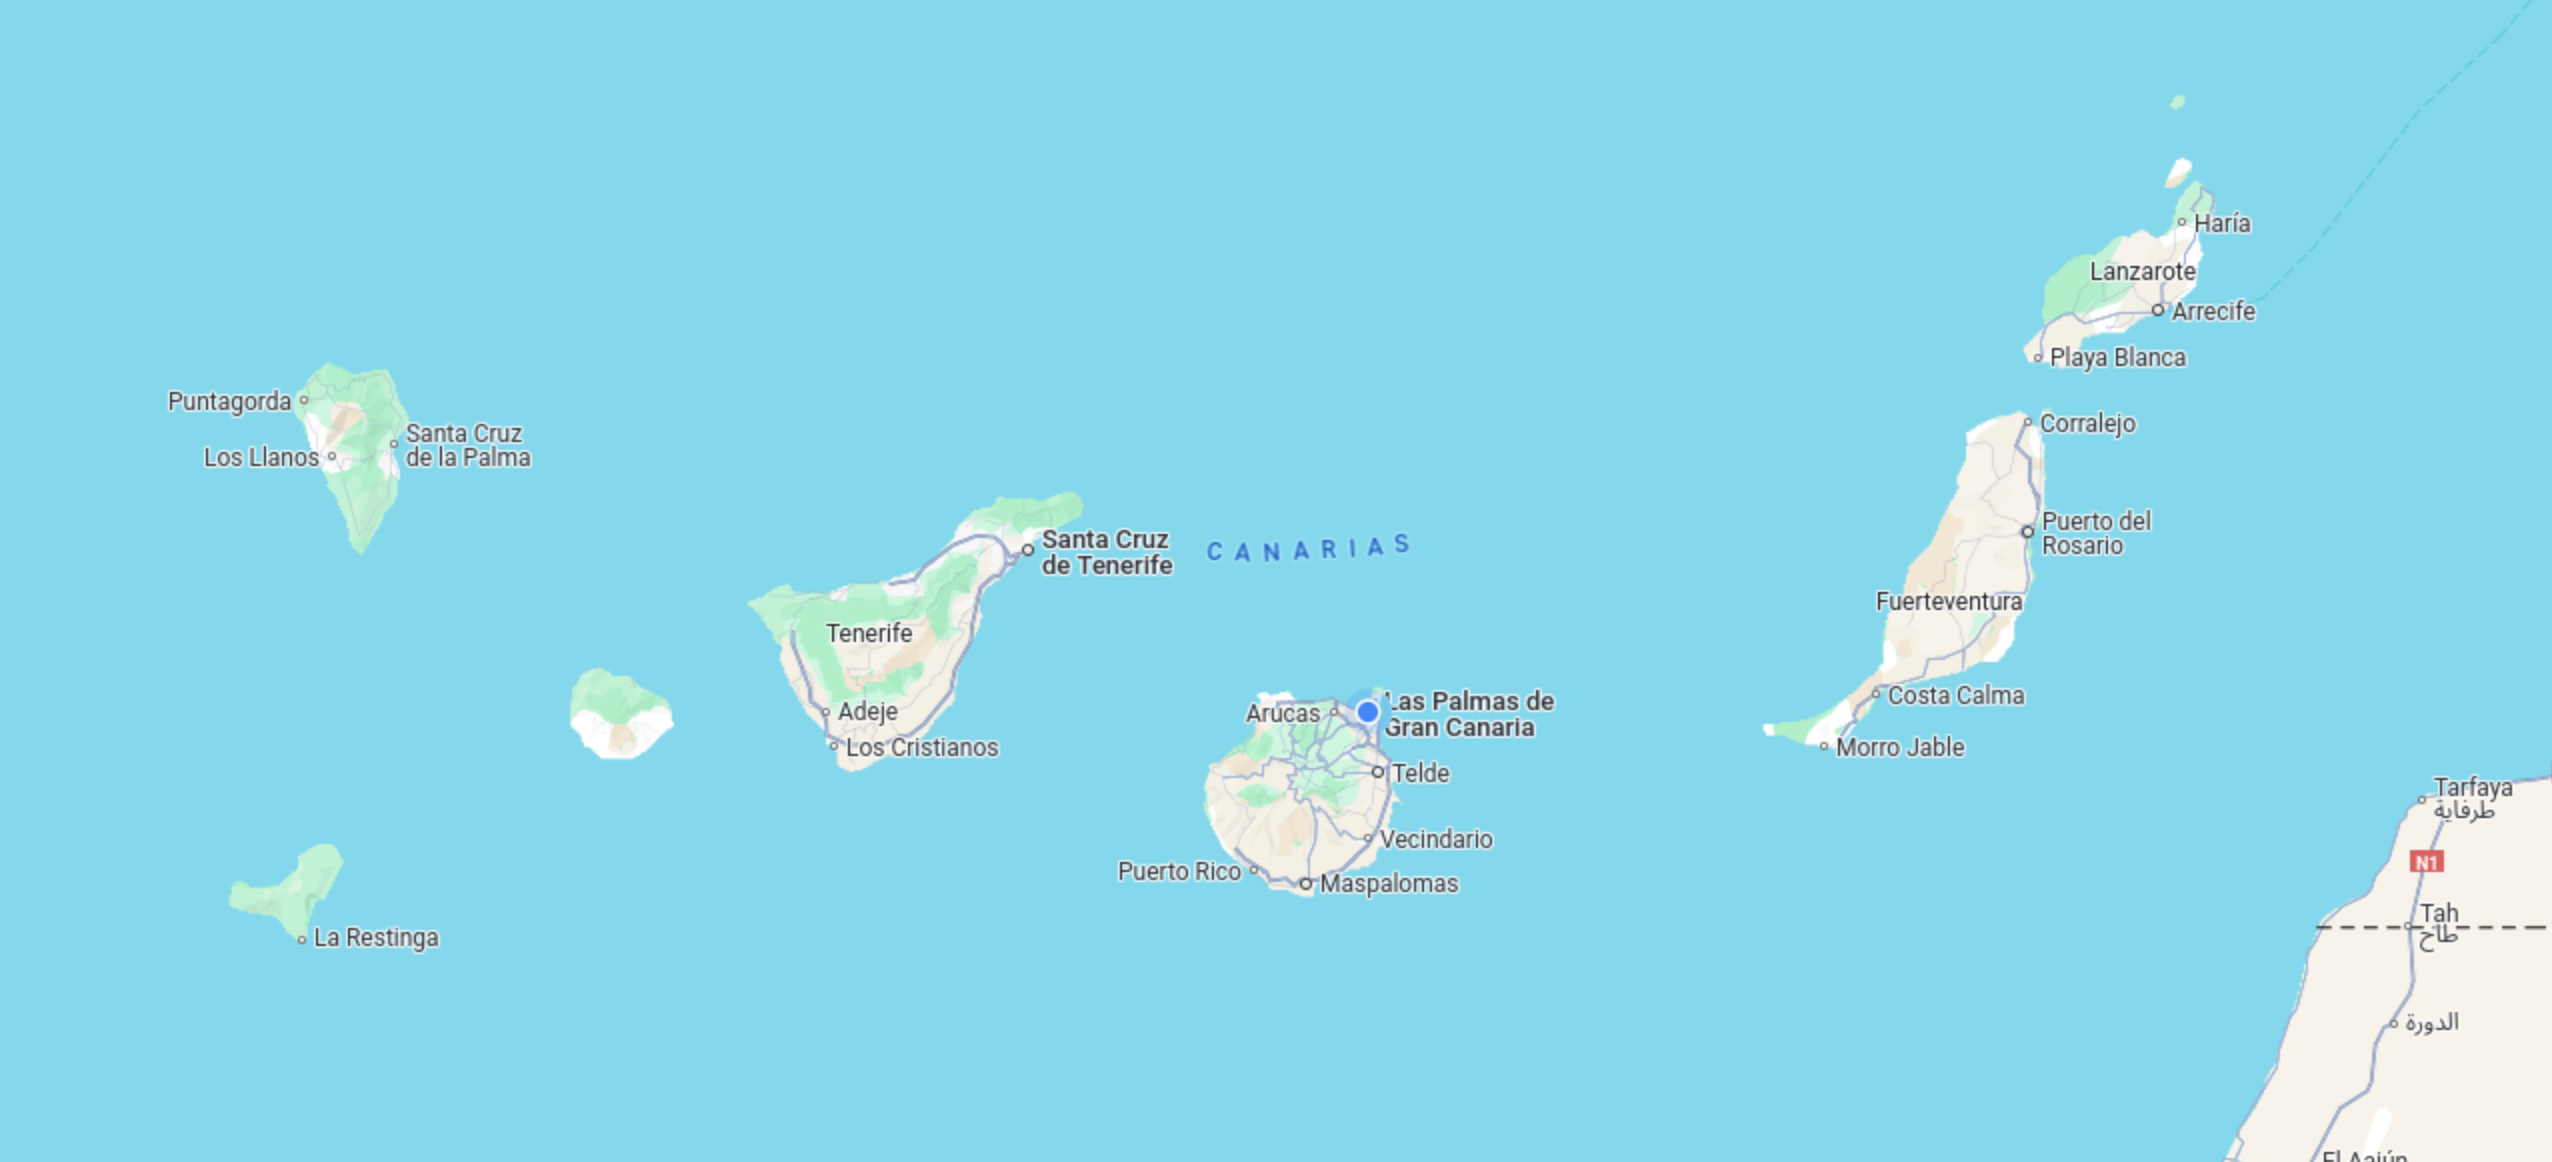 Haría
Lanzarote
Arrecife
Playa Blanca
Puntagorda
Santa Cruz
de la Palma
Los Llanos
Corralejo
Santa Cruz
de Tenerife
CANARIAS
Puerto del
Rosario
Fuerteventura
Tenerife
Costa Calma
Adeje
Los Cristianos
Arucas
Las Palmas de
Gran Canaria
Morro Jable
Telde
Tarfaya
طرفاية
Vecindario
N1
Puerto Rico
Maspalomas
Tah
طاح
La Restinga
الدورة